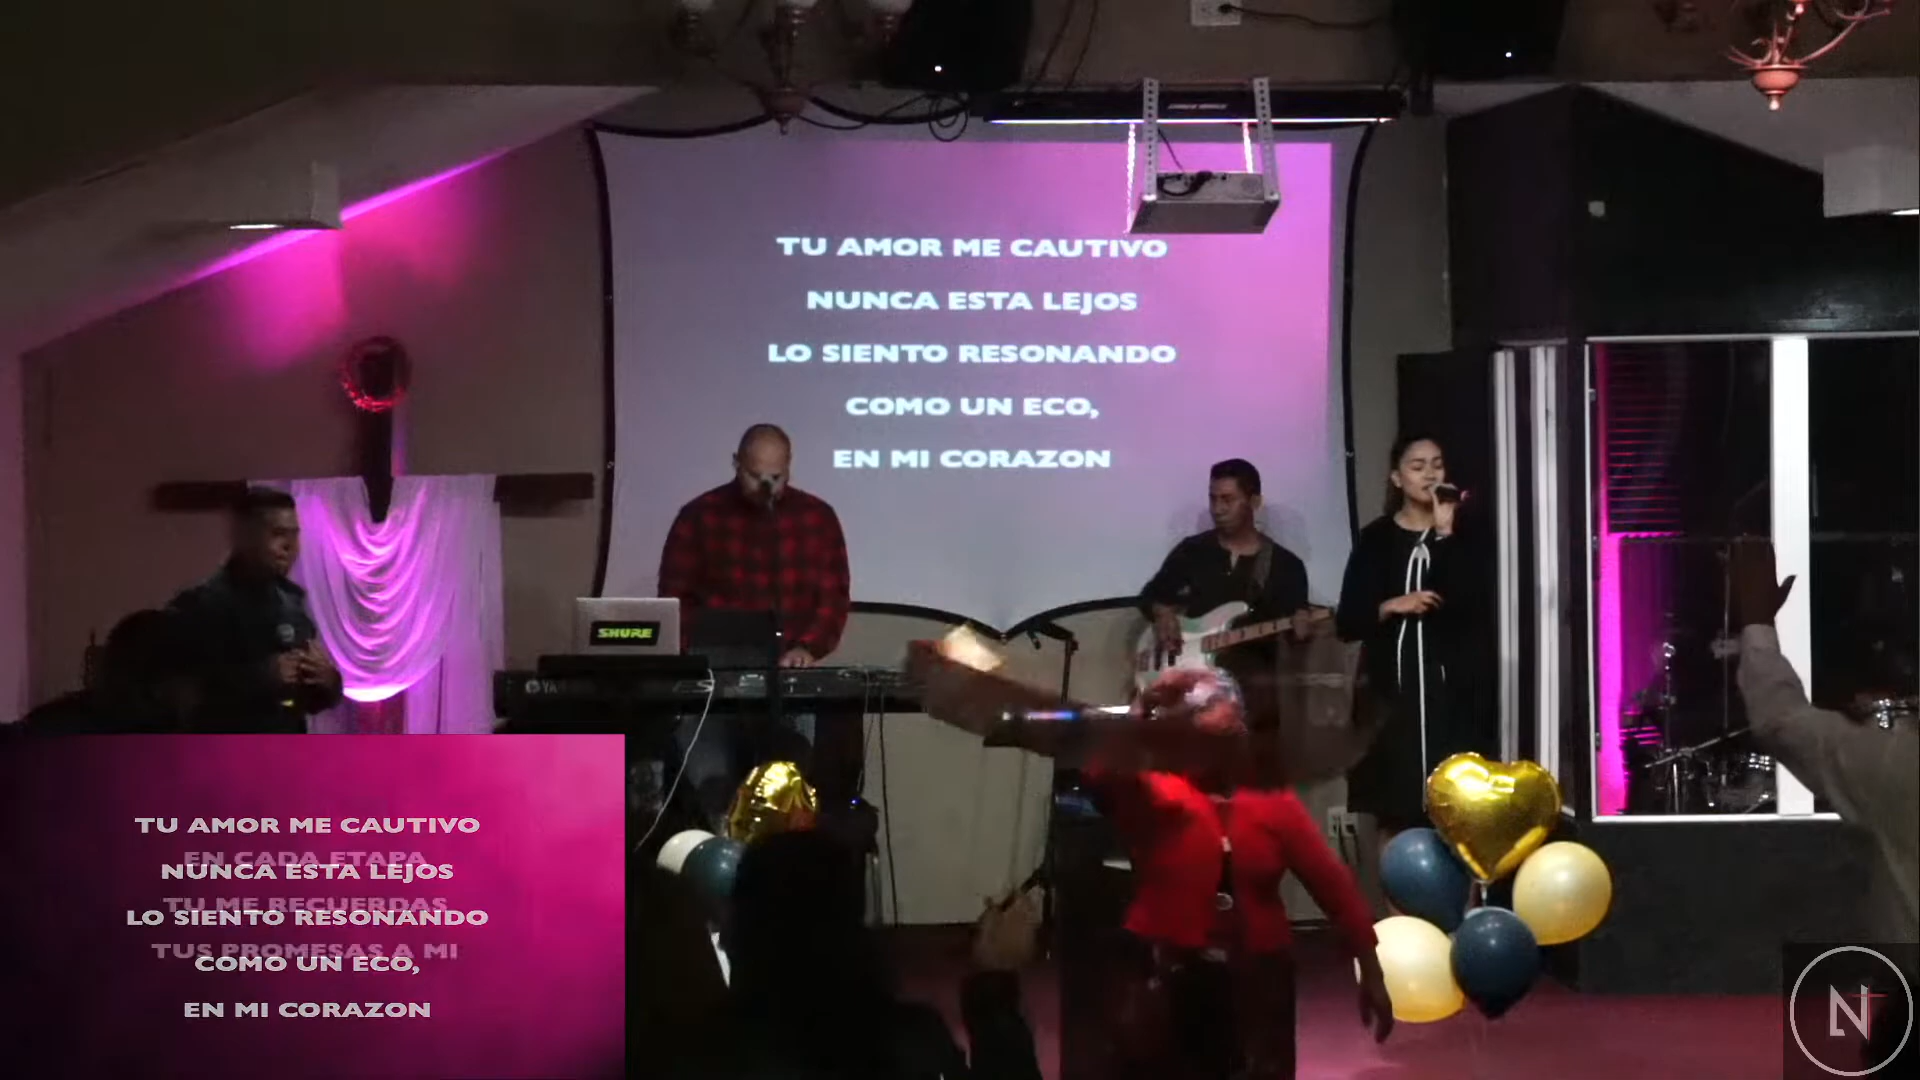 TU AMOR ME CAUTIVO
NUNCA ESTA LEJOS
LO SIENTO RESONANDO
COMO UN ECO,
EN MI CORAZON
SHURE
YA
TU AMOR ME CAUTIVO
EN CADA ETAPA
NUNCA ESTA LEJOS
TU ME RECUERDAS
LO SIENTO RESONANDO
TUS PROMESAS A MI
COMO UN ECO,
EN MI CORAZON
N